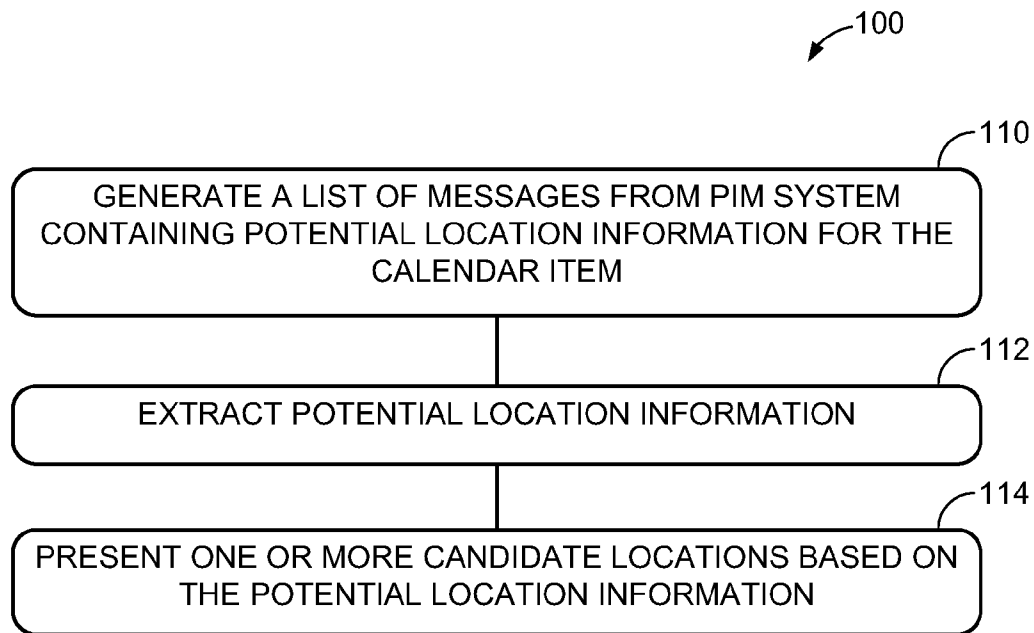 100
110
GENERATE A LIST OF MESSAGES FROM PIM SYSTEM
CONTAINING POTENTIAL LOCATION INFORMATION FOR THE
CALENDAR ITEM
112
EXTRACT POTENTIAL LOCATION INFORMATION
114
PRESENT ONE OR MORE CANDIDATE LOCATIONS BASED ON
THE POTENTIAL LOCATION INFORMATION